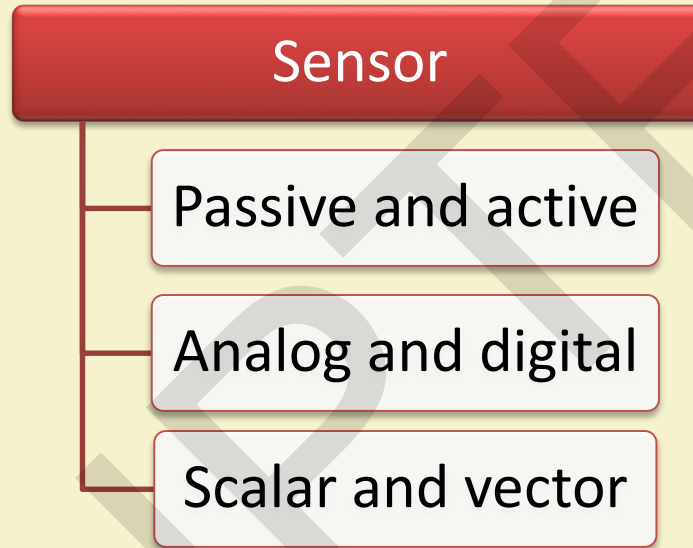 Sensor
Passive and active
Analog and digital
Scalar and vector